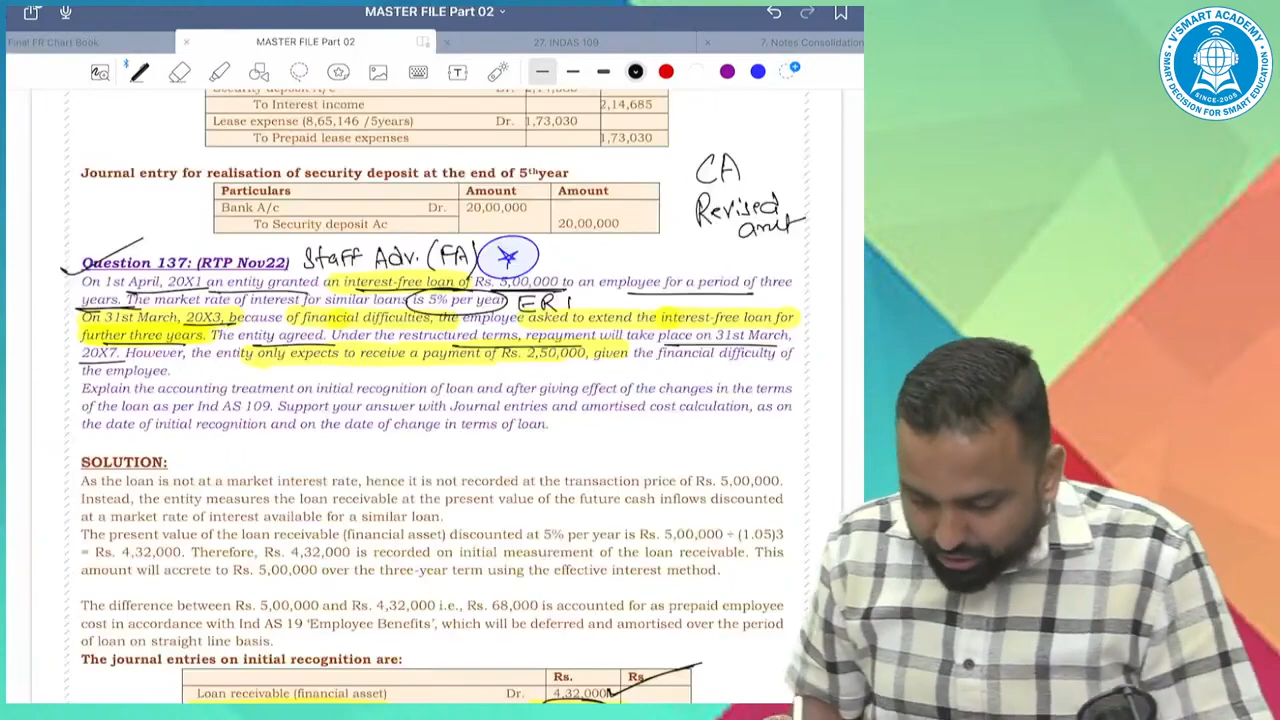 MASTER FILE Part 02
Final FR Chart Book
MASTER FILE Part 02
27. INDAS 109
7. Notes Consolidation
V'SMART ACADEMY
SMART DECISION FOR SMART EDUCATION
SINCE-2005
Security deposit A/c Dr.
To Interest income 2,14,685
Lease expense (8,65,146 /5years) Dr. 1,73,030
To Prepaid lease expenses 1,73,030
Journal entry for realisation of security deposit at the end of 5th year
Particulars Amount Amount
Bank A/c Dr. 20,00,000
To Security deposit Ac 20,00,000
CA
Revised
amt
Question 137: (RTP Nov22) Staff Adv. (FA)
On 1st April, 20X1 an entity granted an interest-free loan of Rs. 5,00,000 to an employee for a period of three
years. The market rate of interest for similar loans is 5% per year. ERI
On 31st March, 20X3, because of financial difficulties, the employee asked to extend the interest-free loan for
further three years. The entity agreed. Under the restructured terms, repayment will take place on 31st March,
20X7. However, the entity only expects to receive a payment of Rs. 2,50,000, given the financial difficulty of
the employee.
Explain the accounting treatment on initial recognition of loan and after giving effect of the changes in the terms
of the loan as per Ind AS 109. Support your answer with Journal entries and amortised cost calculation, as on
the date of initial recognition and on the date of change in terms of loan.
SOLUTION:
As the loan is not at a market interest rate, hence it is not recorded at the transaction price of Rs. 5,00,000.
Instead, the entity measures the loan receivable at the present value of the future cash inflows discounted
at a market rate of interest available for a similar loan.
The present value of the loan receivable (financial asset) discounted at 5% per year is Rs. 5,00,000 ÷ (1.05)3
= Rs. 4,32,000. Therefore, Rs. 4,32,000 is recorded on initial measurement of the loan receivable. This
amount will accrete to Rs. 5,00,000 over the three-year term using the effective interest method.
The difference between Rs. 5,00,000 and Rs. 4,32,000 i.e., Rs. 68,000 is accounted for as prepaid employee
cost in accordance with Ind AS 19 'Employee Benefits', which will be deferred and amortised over the period
of loan on straight line basis.
The journal entries on initial recognition are:
Rs. Rs.
Loan receivable (financial asset) Dr. 4,32,000